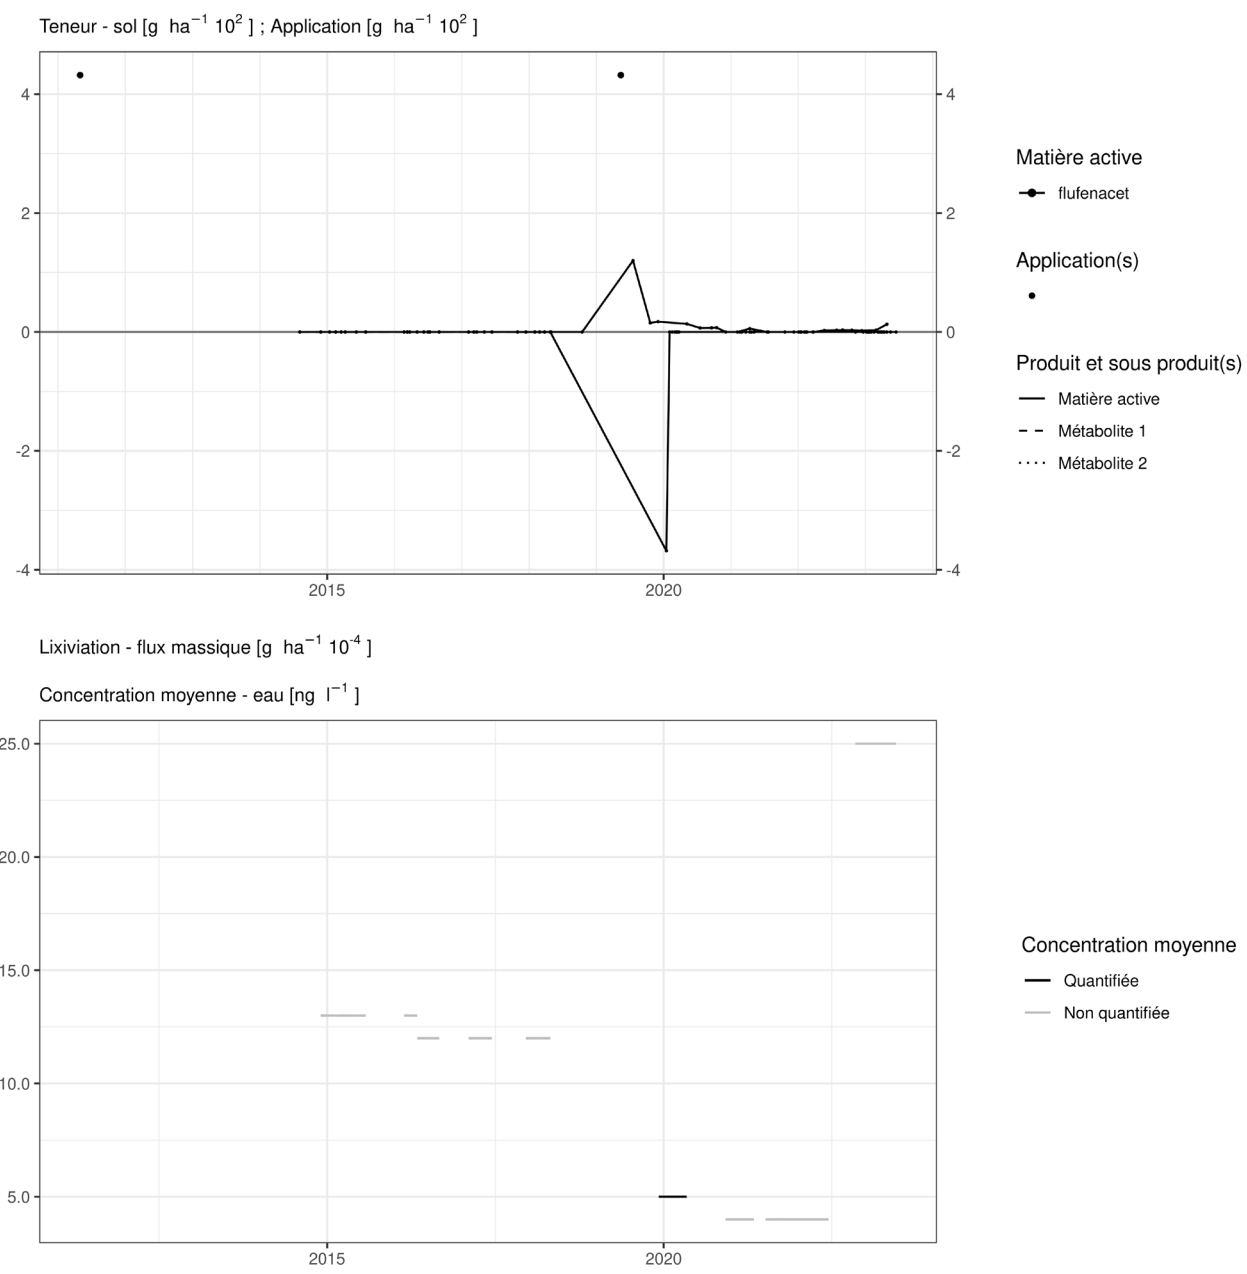 Teneur - sol [g ha−1 102 ] ; Application [g ha−1 102 ]
4
2
0
-2
-4
4
2
0
-2
-4
2015
2020
Matière active
flufenacet
Application(s)
Produit et sous produit(s)
Matière active
Métabolite 1
Métabolite 2
Lixiviation - flux massique [g ha−1 10-4 ]
Concentration moyenne - eau [ng l−1 ]
25.0
20.0
15.0
10.0
5.0
2015
2020
Concentration moyenne
Quantifiée
Non quantifiée